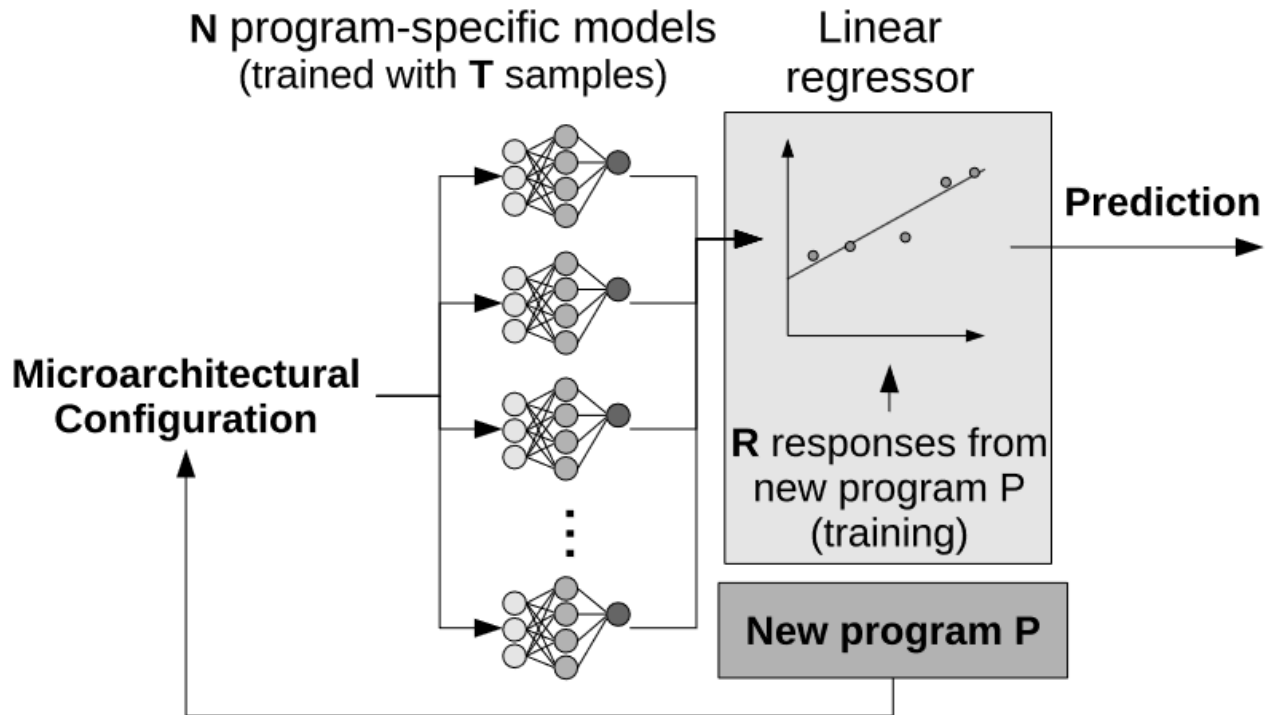 N program-specific models
(trained with T samples)
Linear
regressor
Prediction
Microarchitectural
Configuration
R responses from
new program P
(training)
New program P